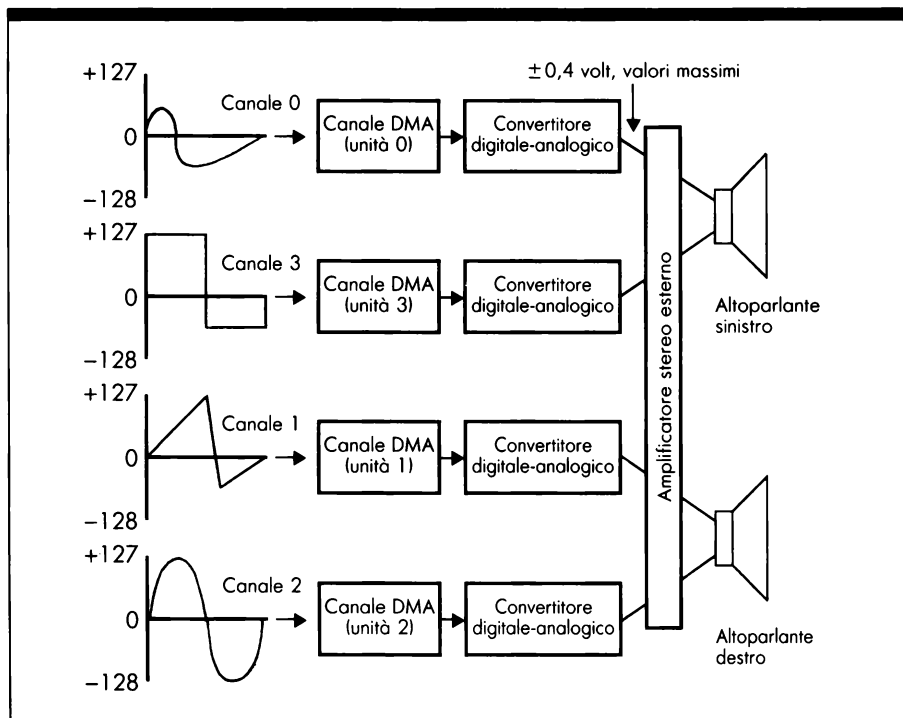 ±0,4 volt, valori massimi
+127
0
−128
Canale 0
Canale DMA
(unità 0)
Convertitore
digitale-analogico
+127
0
−128
Canale 3
Canale DMA
(unità 3)
Convertitore
digitale-analogico
+127
0
−128
Canale 1
Canale DMA
(unità 1)
Convertitore
digitale-analogico
+127
0
−128
Canale 2
Canale DMA
(unità 2)
Convertitore
digitale-analogico
Amplificatore stereo esterno
Altoparlante
sinistro
Altoparlante
destro